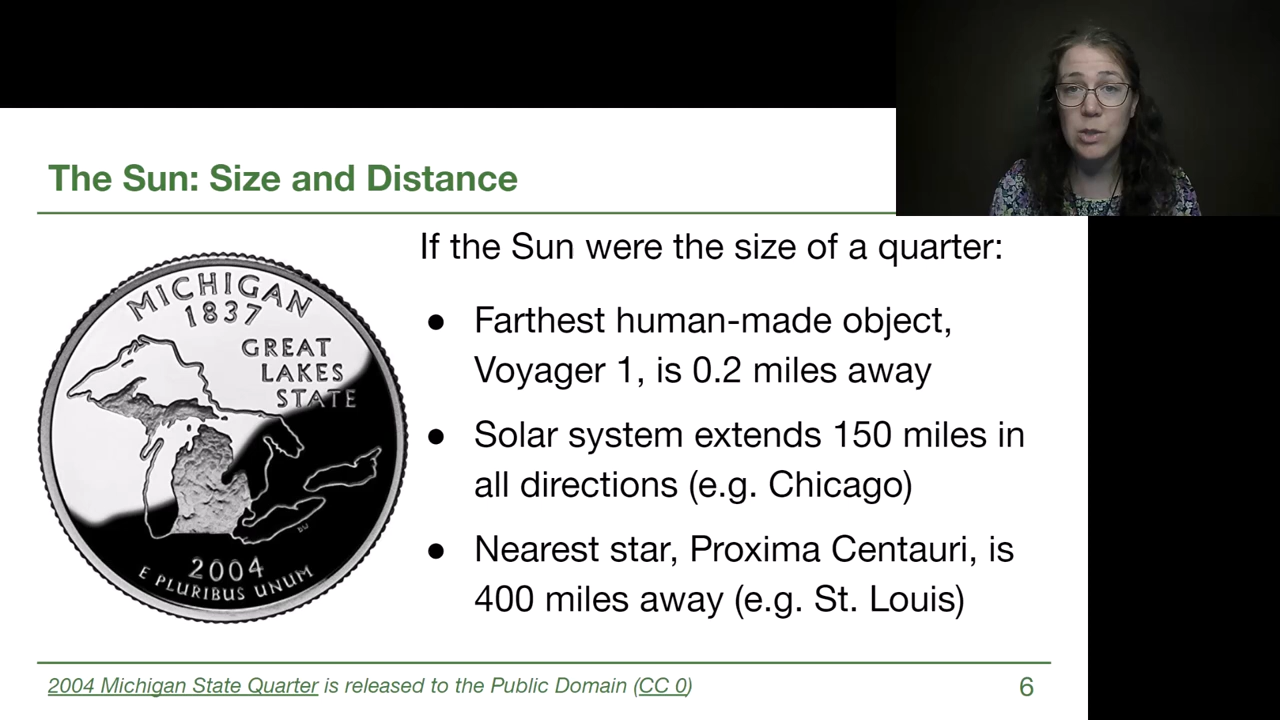 The Sun: Size and Distance
If the Sun were the size of a quarter:
MICHIGAN
1837
GREAT
LAKES
STATE
2004
E PLURIBUS UNUM
● Farthest human-made object,
Voyager 1, is 0.2 miles away
● Solar system extends 150 miles in
all directions (e.g. Chicago)
● Nearest star, Proxima Centauri, is
400 miles away (e.g. St. Louis)
2004 Michigan State Quarter is released to the Public Domain (CC 0)
6